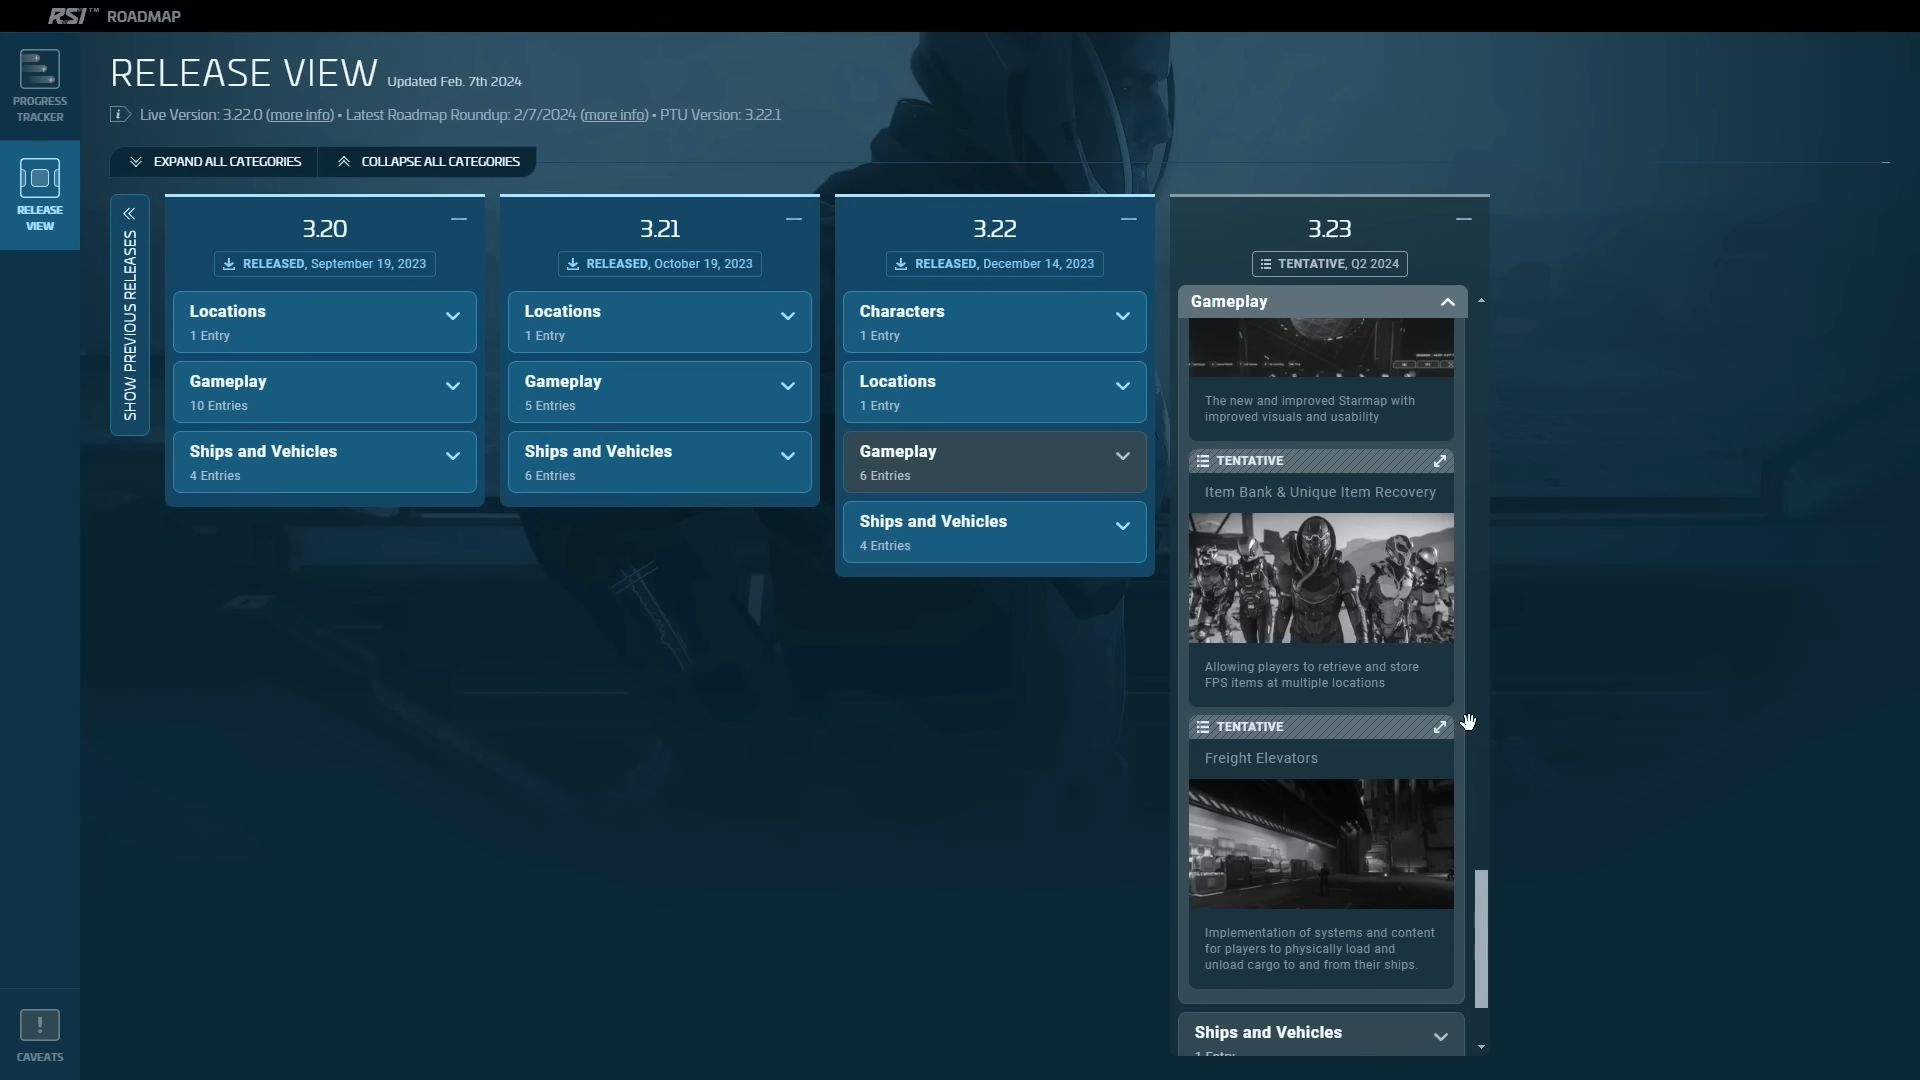 RSI™ ROADMAP
PROGRESS
TRACKER
RELEASE
VIEW
CAVEATS
RELEASE VIEW Updated Feb. 7th 2024
Live Version: 3.22.0 (more info) • Latest Roadmap Roundup: 2/7/2024 (more info) • PTU Version: 3.22.1
EXPAND ALL CATEGORIES
COLLAPSE ALL CATEGORIES
SHOW PREVIOUS RELEASES
3.20
RELEASED, September 19, 2023
Locations
1 Entry
Gameplay
10 Entries
Ships and Vehicles
4 Entries
3.21
RELEASED, October 19, 2023
Locations
1 Entry
Gameplay
5 Entries
Ships and Vehicles
6 Entries
3.22
RELEASED, December 14, 2023
Characters
1 Entry
Locations
1 Entry
Gameplay
6 Entries
Ships and Vehicles
4 Entries
3.23
TENTATIVE, Q2 2024
Gameplay
The new and improved Starmap with
improved visuals and usability
TENTATIVE
Item Bank & Unique Item Recovery
Allowing players to retrieve and store
FPS items at multiple locations
TENTATIVE
Freight Elevators
Implementation of systems and content
for players to physically load and
unload cargo to and from their ships.
Ships and Vehicles
1 Entry